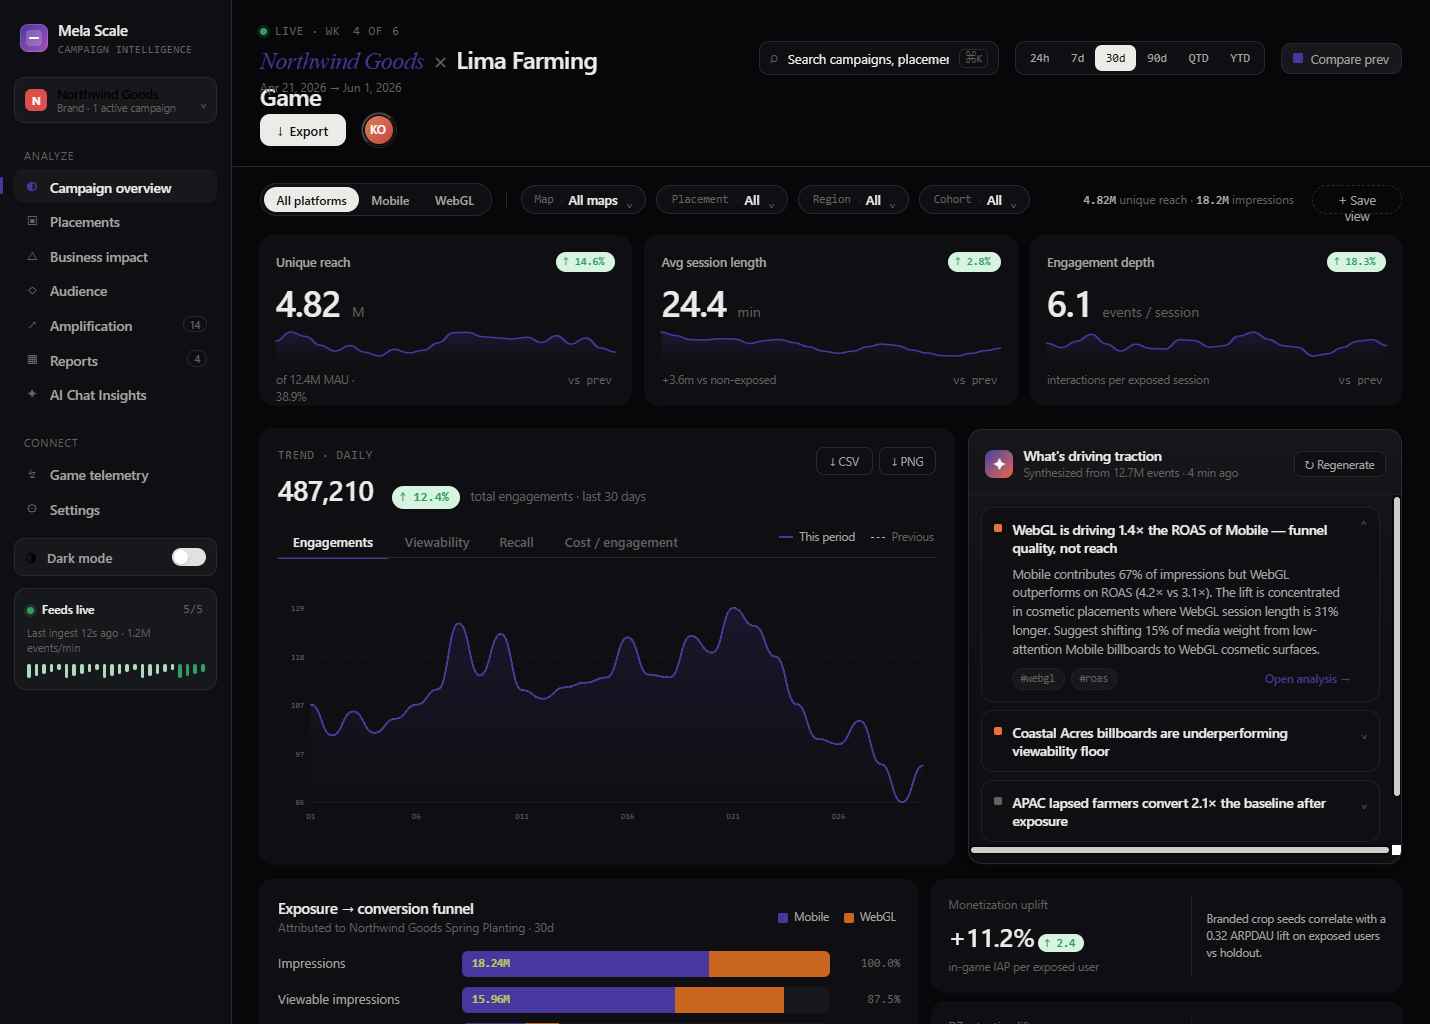 Mela Scale
CAMPAIGN INTELLIGENCE
N
Northwind Goods
Brand · 1 active campaign
ANALYZE
Campaign overview
Placements
Business impact
Audience
Amplification 14
Reports 4
AI Chat Insights
CONNECT
Game telemetry
Settings
Dark mode
Feeds live 5/5
Last ingest 12s ago · 1.2M
events/min
LIVE · WK 4 OF 6
Northwind Goods × Lima Farming
Apr 21, 2026 → Jun 1, 2026
Game
↓ Export
KO
Search campaigns, placemer ⌘K
24h 7d 30d 90d QTD YTD
Compare prev
All platforms Mobile WebGL
Map · All maps
Placement All
Region · All
Cohort · All
4.82M unique reach · 18.2M impressions
+ Save
view
Unique reach ↑ 14.6%
4.82 M
of 12.4M MAU ·
38.9%
vs prev
Avg session length ↑ 2.8%
24.4 min
+3.6m vs non-exposed vs prev
Engagement depth ↑ 18.3%
6.1 events / session
interactions per exposed session vs prev
TREND · DAILY
↓ CSV ↓ PNG
487,210 ↑ 12.4% total engagements · last 30 days
Engagements Viewability Recall Cost / engagement
This period Previous
129
118
107
97
86
D1 D6 D11 D16 D21 D26
What's driving traction
Synthesized from 12.7M events · 4 min ago
↻ Regenerate
WebGL is driving 1.4× the ROAS of Mobile — funnel
quality, not reach
Mobile contributes 67% of impressions but WebGL
outperforms on ROAS (4.2× vs 3.1×). The lift is concentrated
in cosmetic placements where WebGL session length is 31%
longer. Suggest shifting 15% of media weight from low-
attention Mobile billboards to WebGL cosmetic surfaces.
#webgl #roas Open analysis →
Coastal Acres billboards are underperforming
viewability floor
APAC lapsed farmers convert 2.1× the baseline after
exposure
Exposure → conversion funnel
Attributed to Northwind Goods Spring Planting · 30d
Mobile WebGL
Impressions 18.24M 100.0%
Viewable impressions 15.96M 87.5%
Monetization uplift
+11.2% ↑ 2.4
in-game IAP per exposed user
Branded crop seeds correlate with a
0.32 ARPDAU lift on exposed users
vs holdout.